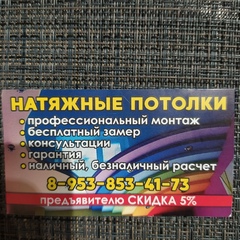 НАТЯЖНЫЕ ПОТОЛКИ
• профессиональный монтаж
• бесплатный замер
• консультации
• гарантия
• наличный, безналичный расчет
8-953-853-41-73
предъявителю СКИДКА 5%